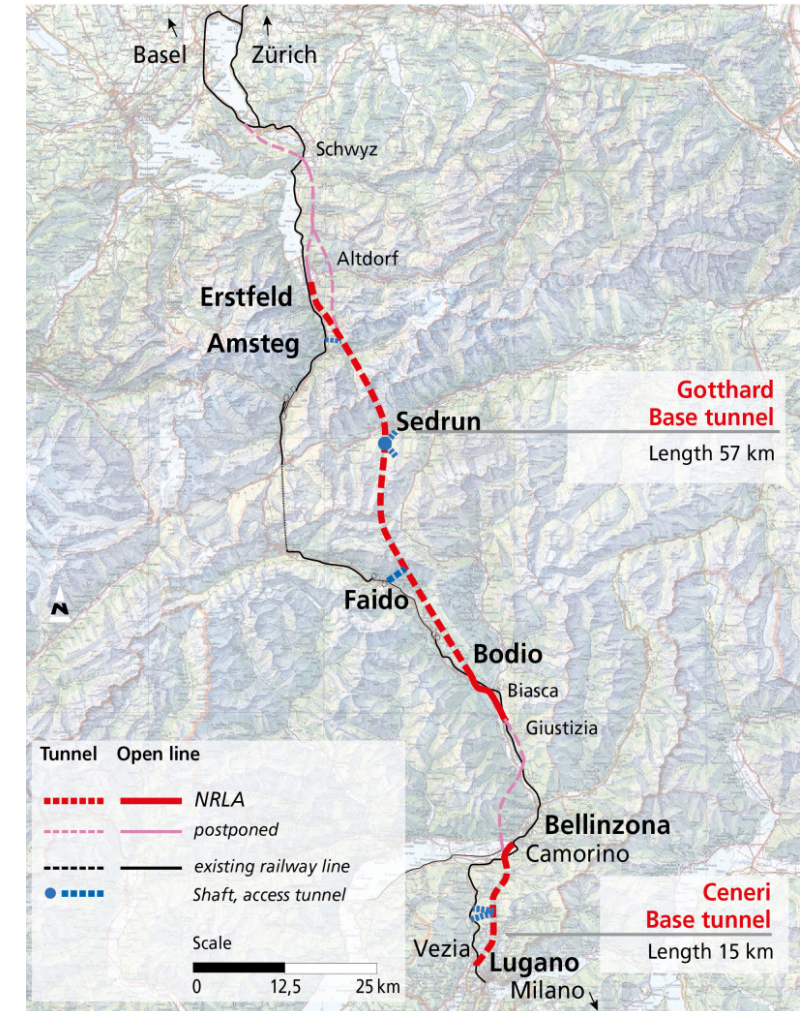 Basel
Zürich
Schwyz
Altdorf
Erstfeld
Amsteg
Gotthard
Base tunnel
Length 57 km
Sedrun
N
Faido
Bodio
Biasca
Giustizia
Tunnel Open line
NRLA
postponed
existing railway line
Shaft, access tunnel
Scale
0 12,5 25 km
Bellinzona
Camorino
Ceneri
Base tunnel
Length 15 km
Vezia
Lugano
Milano